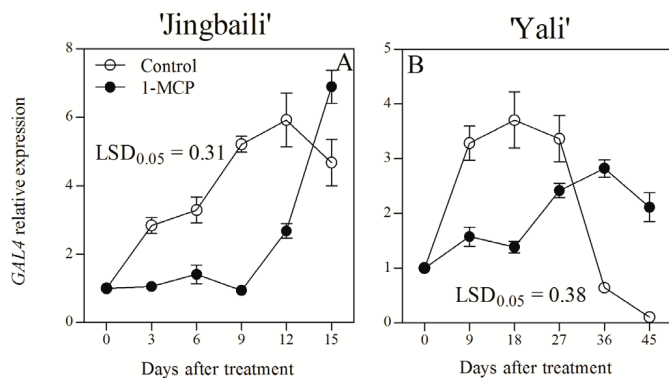 'Jingbaili'
'Yali'
GAL4 relative expression
8
6
4
2
0
Control
1-MCP
A
LSD0.05 = 0.31
0 3 6 9 12 15
Days after treatment
5
4
3
2
1
0
B
LSD0.05 = 0.38
0 9 18 27 36 45
Days after treatment